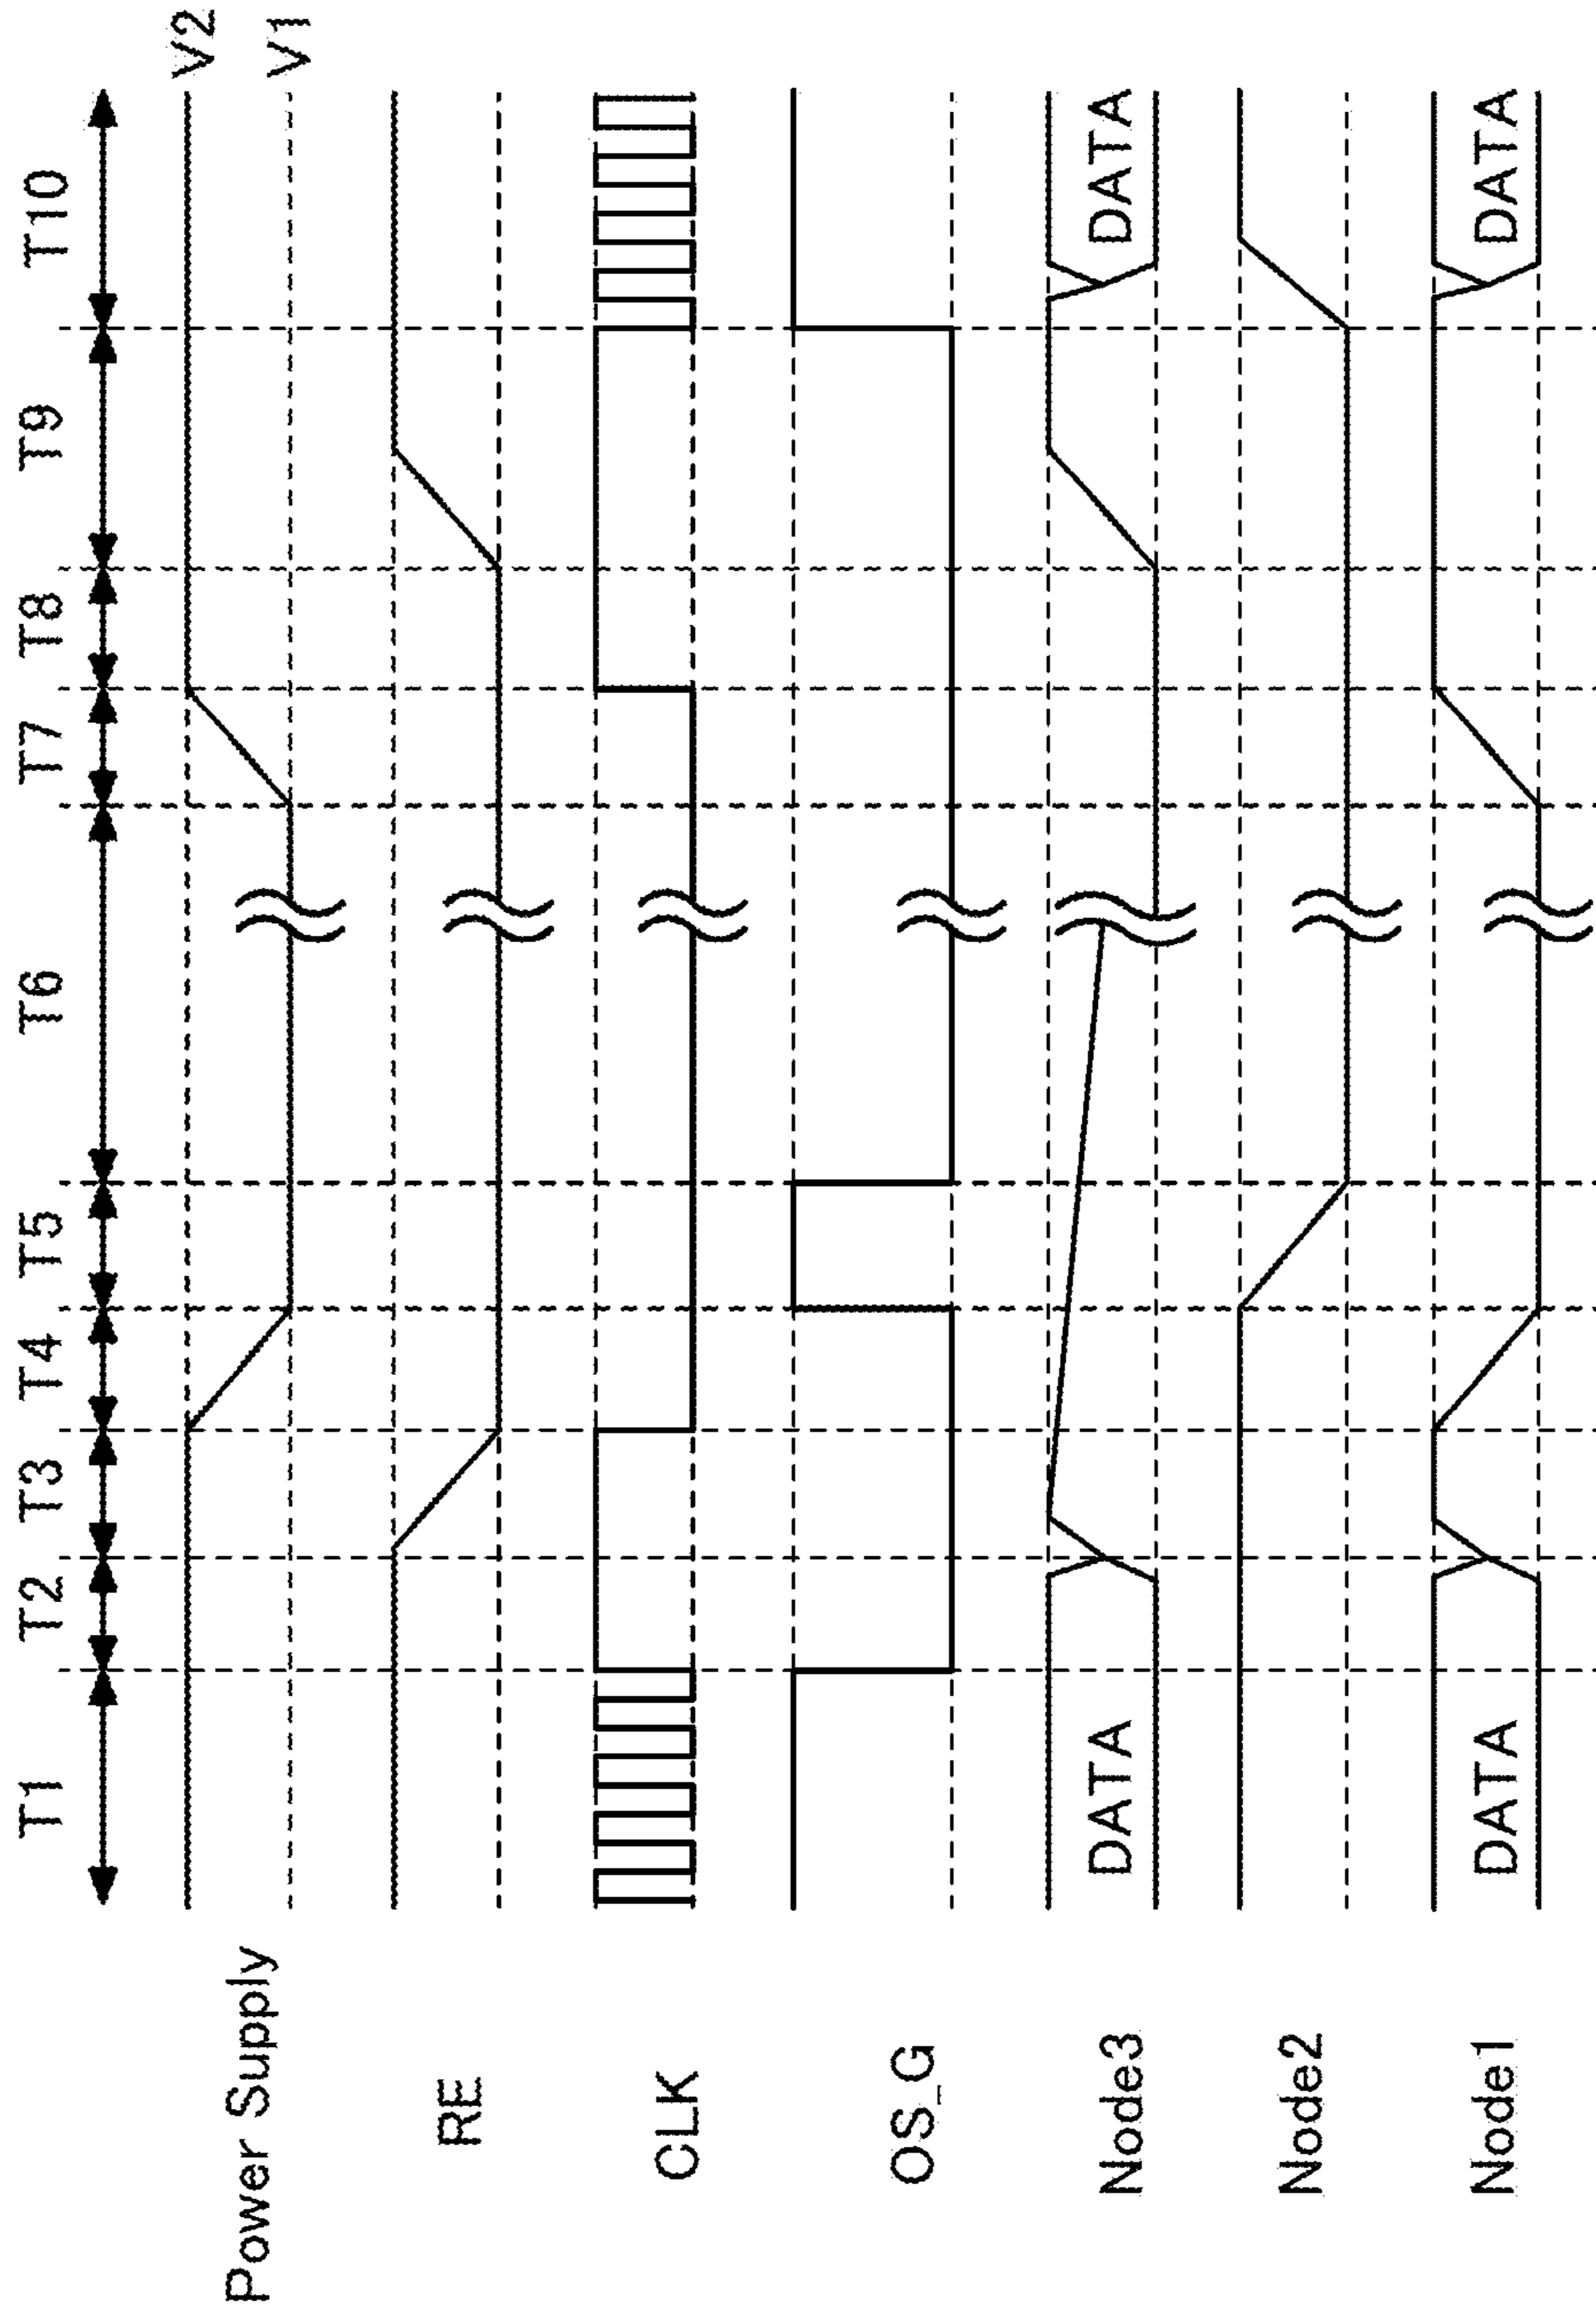 T1 T2 T3 T4 T5 T6 T7 T8 T9 T10
Power Supply V2
V1
RE
CLK
OS_G
Node3 DATA DATA
Node2
Node1 DATA DATA